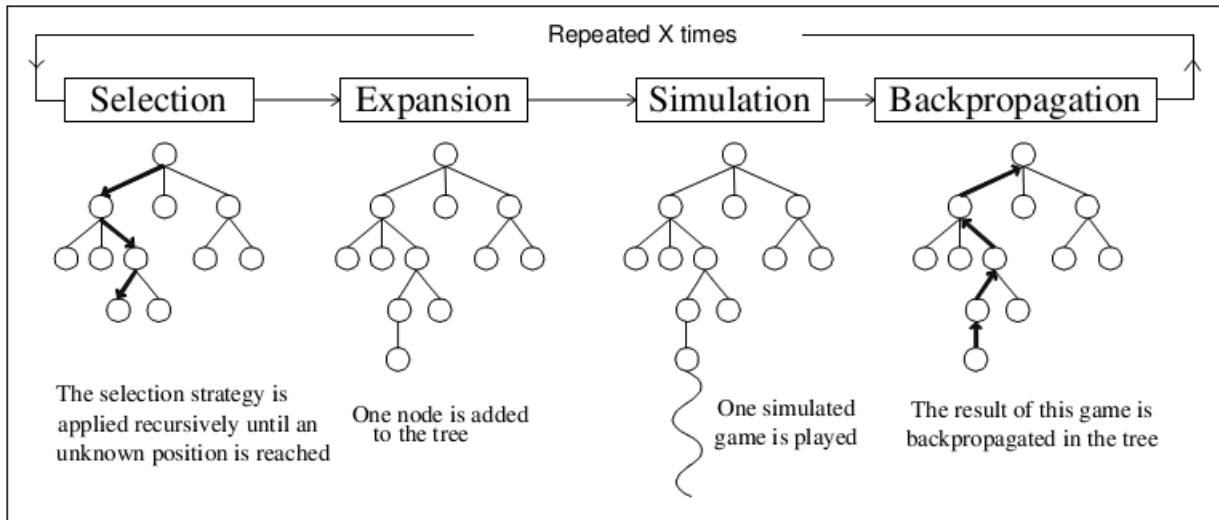 Repeated X times
Selection
Expansion
Simulation
Backpropagation
The selection strategy is
applied recursively until an
unknown position is reached
One node is added
to the tree
One simulated
game is played
The result of this game is
backpropagated in the tree